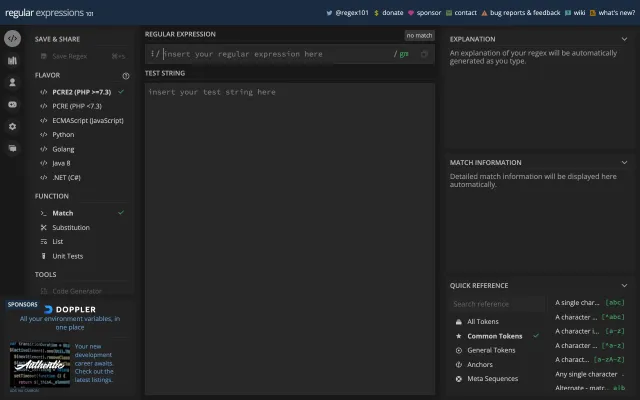 regular expressions 101
@regex101
$ donate
sponsor
contact
bug reports & feedback
wiki
what's new?
SAVE & SHARE
Save Regex
⌘+s
FLAVOR
</> PCRE2 (PHP >=7.3)
</> PCRE (PHP <7.3)
</> ECMAScript (JavaScript)
</> Python
</> Golang
</> Java 8
</> .NET (C#)
FUNCTION
Match
Substitution
List
Unit Tests
TOOLS
Code Generator
SPONSORS
DOPPLER
All your environment variables, in
one place
Authentic
Your new
development
career awaits.
Check out the
latest listings.
REGULAR EXPRESSION
no match
/ insert your regular expression here
/ gm
TEST STRING
insert your test string here
EXPLANATION
An explanation of your regex will be automatically
generated as you type.
MATCH INFORMATION
Detailed match information will be displayed here
automatically.
QUICK REFERENCE
Search reference
All Tokens
Common Tokens
General Tokens
Anchors
Meta Sequences
A single char... [abc]
A character ... [^abc]
A character i... [a-z]
A character ... [^a-z]
A charact... [a-zA-Z]
Any single character .
Alternate - matc... a|b